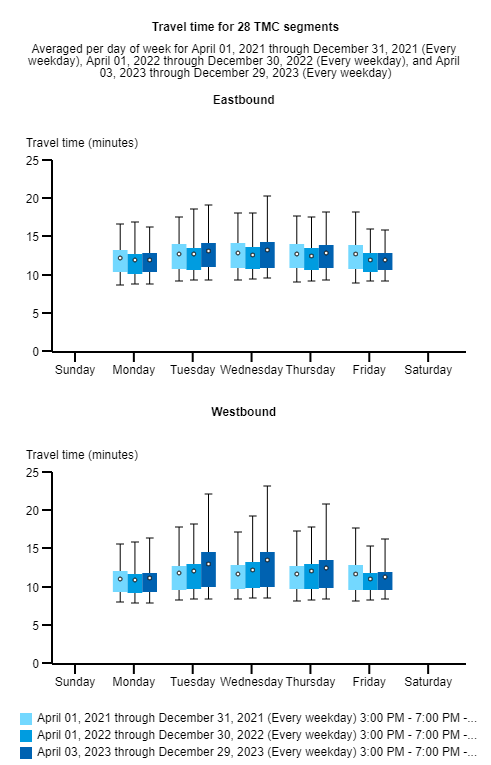 Travel time for 28 TMC segments
Averaged per day of week for April 01, 2021 through December 31, 2021 (Every
weekday), April 01, 2022 through December 30, 2022 (Every weekday), and April
03, 2023 through December 29, 2023 (Every weekday)
Eastbound
Travel time (minutes)
25
20
15
10
5
0
Sunday Monday Tuesday Wednesday Thursday Friday Saturday
Westbound
Travel time (minutes)
25
20
15
10
5
0
Sunday Monday Tuesday Wednesday Thursday Friday Saturday
April 01, 2021 through December 31, 2021 (Every weekday) 3:00 PM - 7:00 PM -...
April 01, 2022 through December 30, 2022 (Every weekday) 3:00 PM - 7:00 PM -...
April 03, 2023 through December 29, 2023 (Every weekday) 3:00 PM - 7:00 PM -...